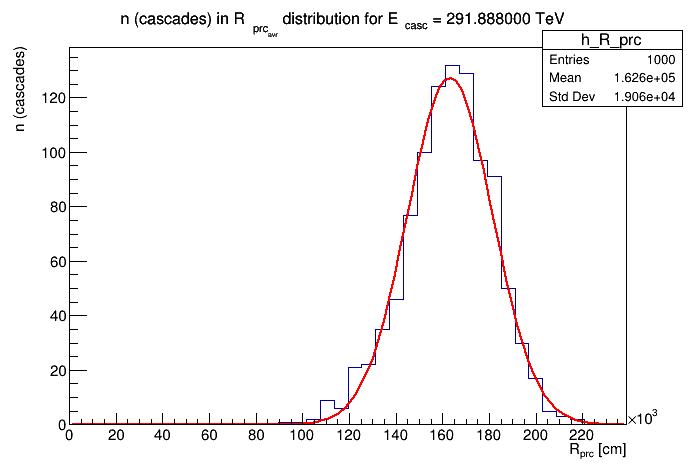 n (cascades) in R prc_awr distribution for E casc = 291.888000 TeV
h_R_prc
Entries 1000
Mean 1.626e+05
Std Dev 1.906e+04
n (cascades)
120
100
80
60
40
20
0
0 20 40 60 80 100 120 140 160 180 200 220
×10³
R_prc [cm]